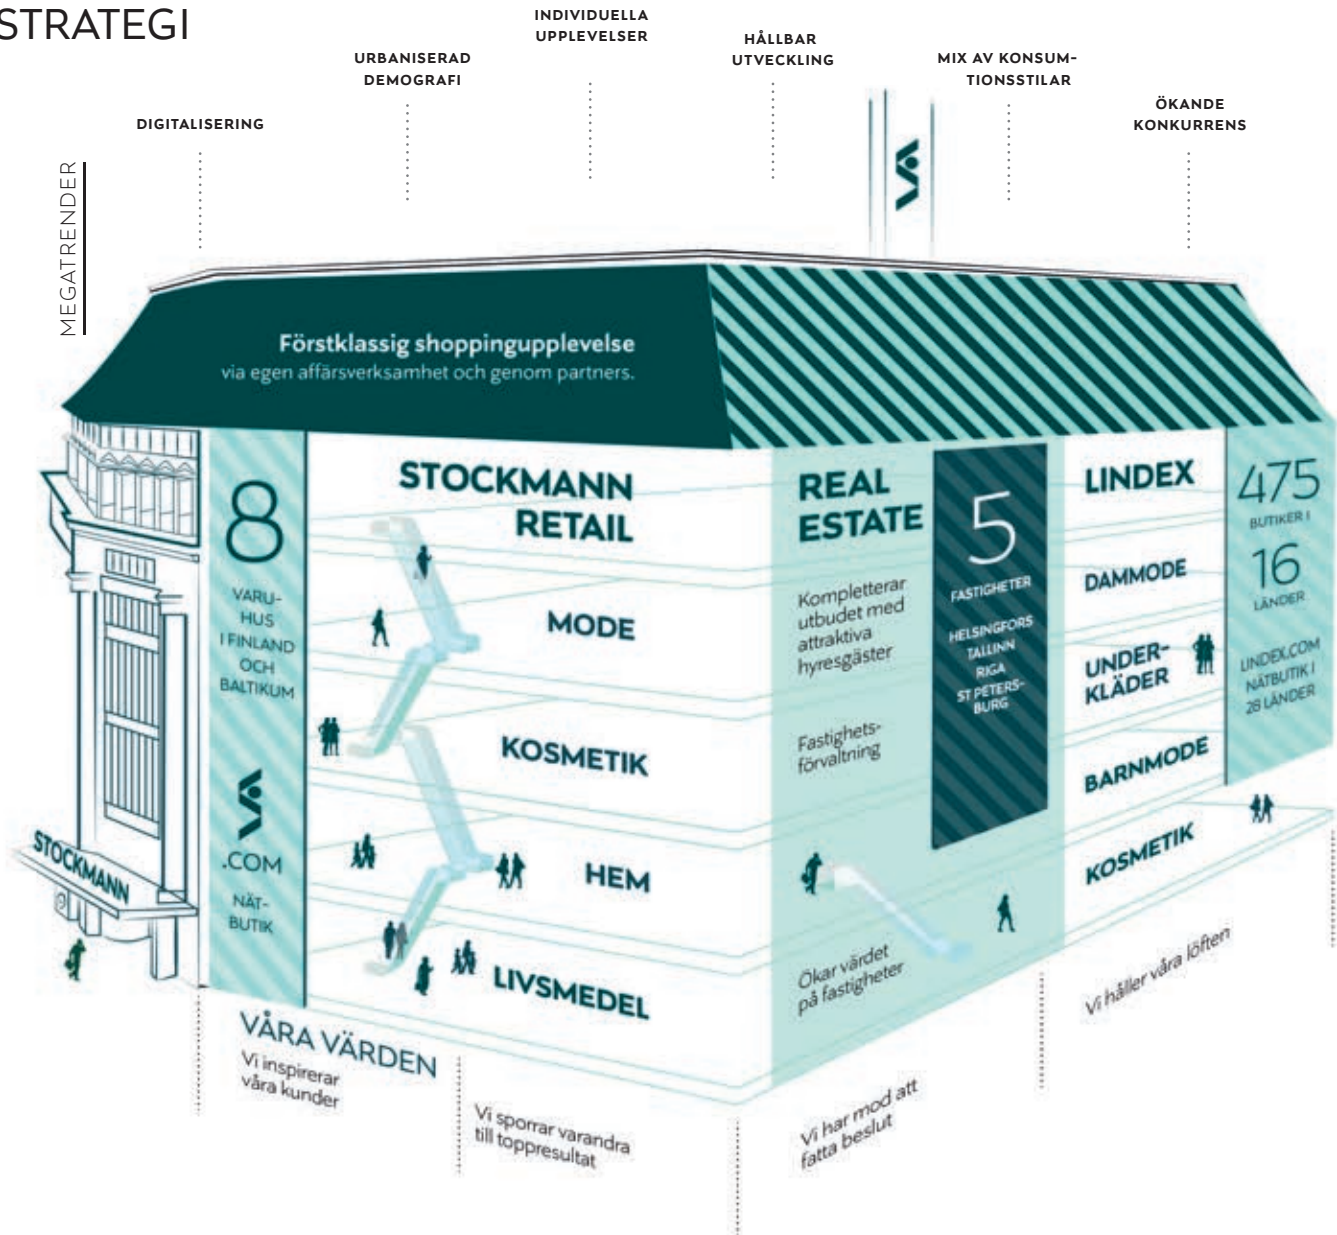 STRATEGI
MEGATRENDER
DIGITALISERING
URBANISERAD
DEMOGRAFI
INDIVIDUELLA
UPPLEVELSER
HÅLLBAR
UTVECKLING
MIX AV KONSUM-
TIONSSTILAR
ÖKANDE
KONKURRENS
Förstklassig shoppingupplevelse
via egen affärsverksamhet och genom partners.
STOCKMANN
8
VARU-
HUS
I FINLAND
OCH
BALTIKUM
.COM
NÄT-
BUTIK
STOCKMANN
RETAIL
MODE
KOSMETIK
HEM
LIVSMEDEL
REAL
ESTATE
Kompletterar
utbudet med
attraktiva
hyresgäster
Fastighets-
förvaltning
Ökar värdet
på fastigheter
5
FASTIGHETER
HELSINGFORS
TALLINN
RIGA
ST PETERS-
BURG
LINDEX
DAMMODE
UNDER-
KLÄDER
BARNMODE
KOSMETIK
475
BUTIKER I
16
LÄNDER
LINDEX.COM
NÄTBUTIK I
28 LÄNDER
VÅRA VÄRDEN
Vi inspirerar
våra kunder
Vi sporrar varandra
till toppresultat
Vi har mod att
fatta beslut
Vi håller våra löften